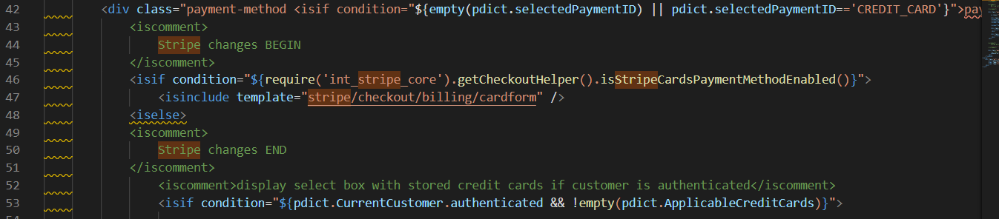 42 <div class="payment-method <isif condition="${empty(pdict.selectedPaymentID) || pdict.selectedPaymentID=='CREDIT_CARD'}">pay
43 <iscomment>
44 Stripe changes BEGIN
45 </iscomment>
46 <isif condition="${require('int_stripe_core').getCheckoutHelper().isStripeCardsPaymentMethodEnabled()}">
47 <isinclude template="stripe/checkout/billing/cardform" />
48 <iselse>
49 <iscomment>
50 Stripe changes END
51 </iscomment>
52 <iscomment>display select box with stored credit cards if customer is authenticated</iscomment>
53 <isif condition="${pdict.CurrentCustomer.authenticated && !empty(pdict.ApplicableCreditCards)}">